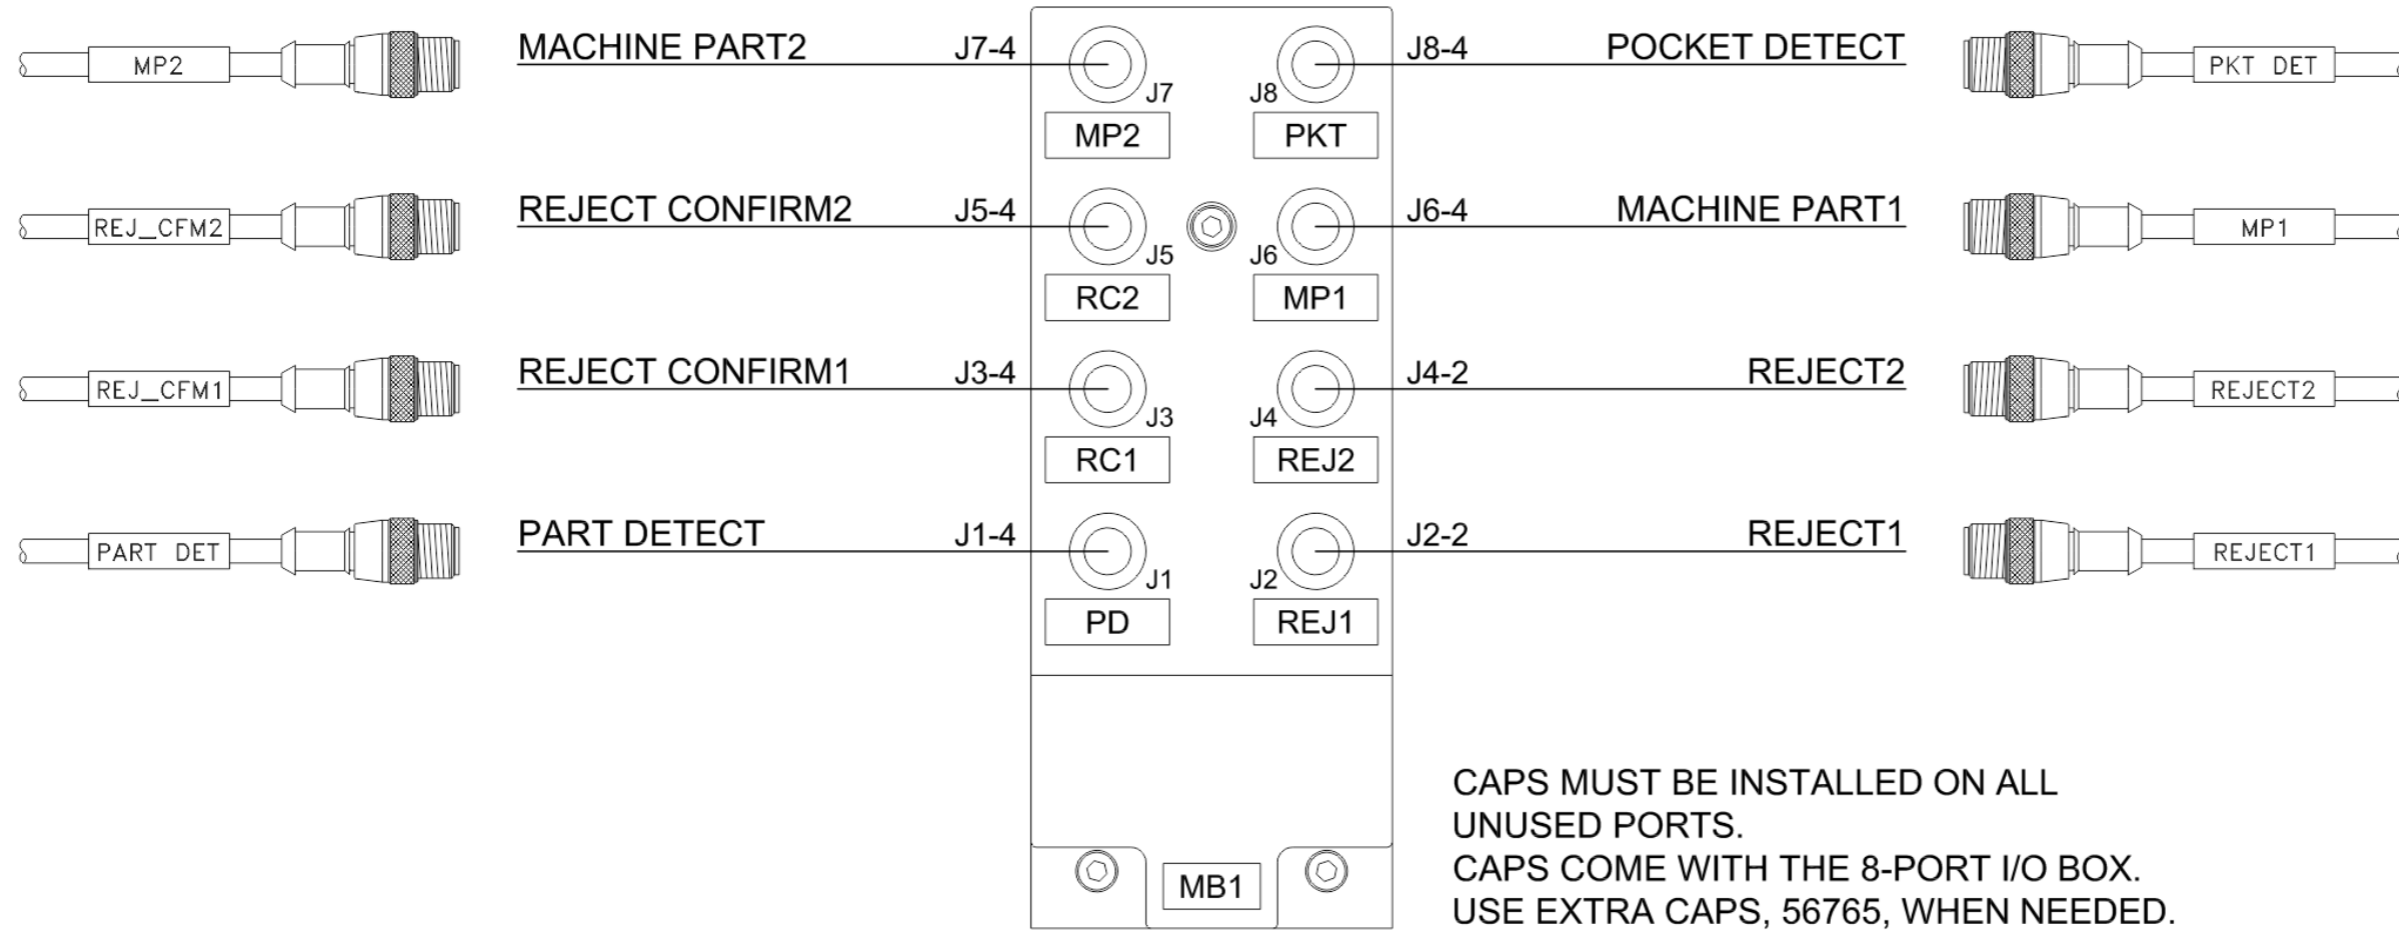 MP2 MACHINE PART2 J7-4 J8-4 POCKET DETECT PKT DET
J7 J8
MP2 PKT
REJ_CFM2 REJECT CONFIRM2 J5-4 J6-4 MACHINE PART1 MP1
J5 J6
RC2 MP1
REJ_CFM1 REJECT CONFIRM1 J3-4 J4-2 REJECT2 REJECT2
J3 J4
RC1 REJ2
PART DET PART DETECT J1-4 J2-2 REJECT1 REJECT1
J1 J2
PD REJ1
MB1
CAPS MUST BE INSTALLED ON ALL
UNUSED PORTS.
CAPS COME WITH THE 8-PORT I/O BOX.
USE EXTRA CAPS, 56765, WHEN NEEDED.